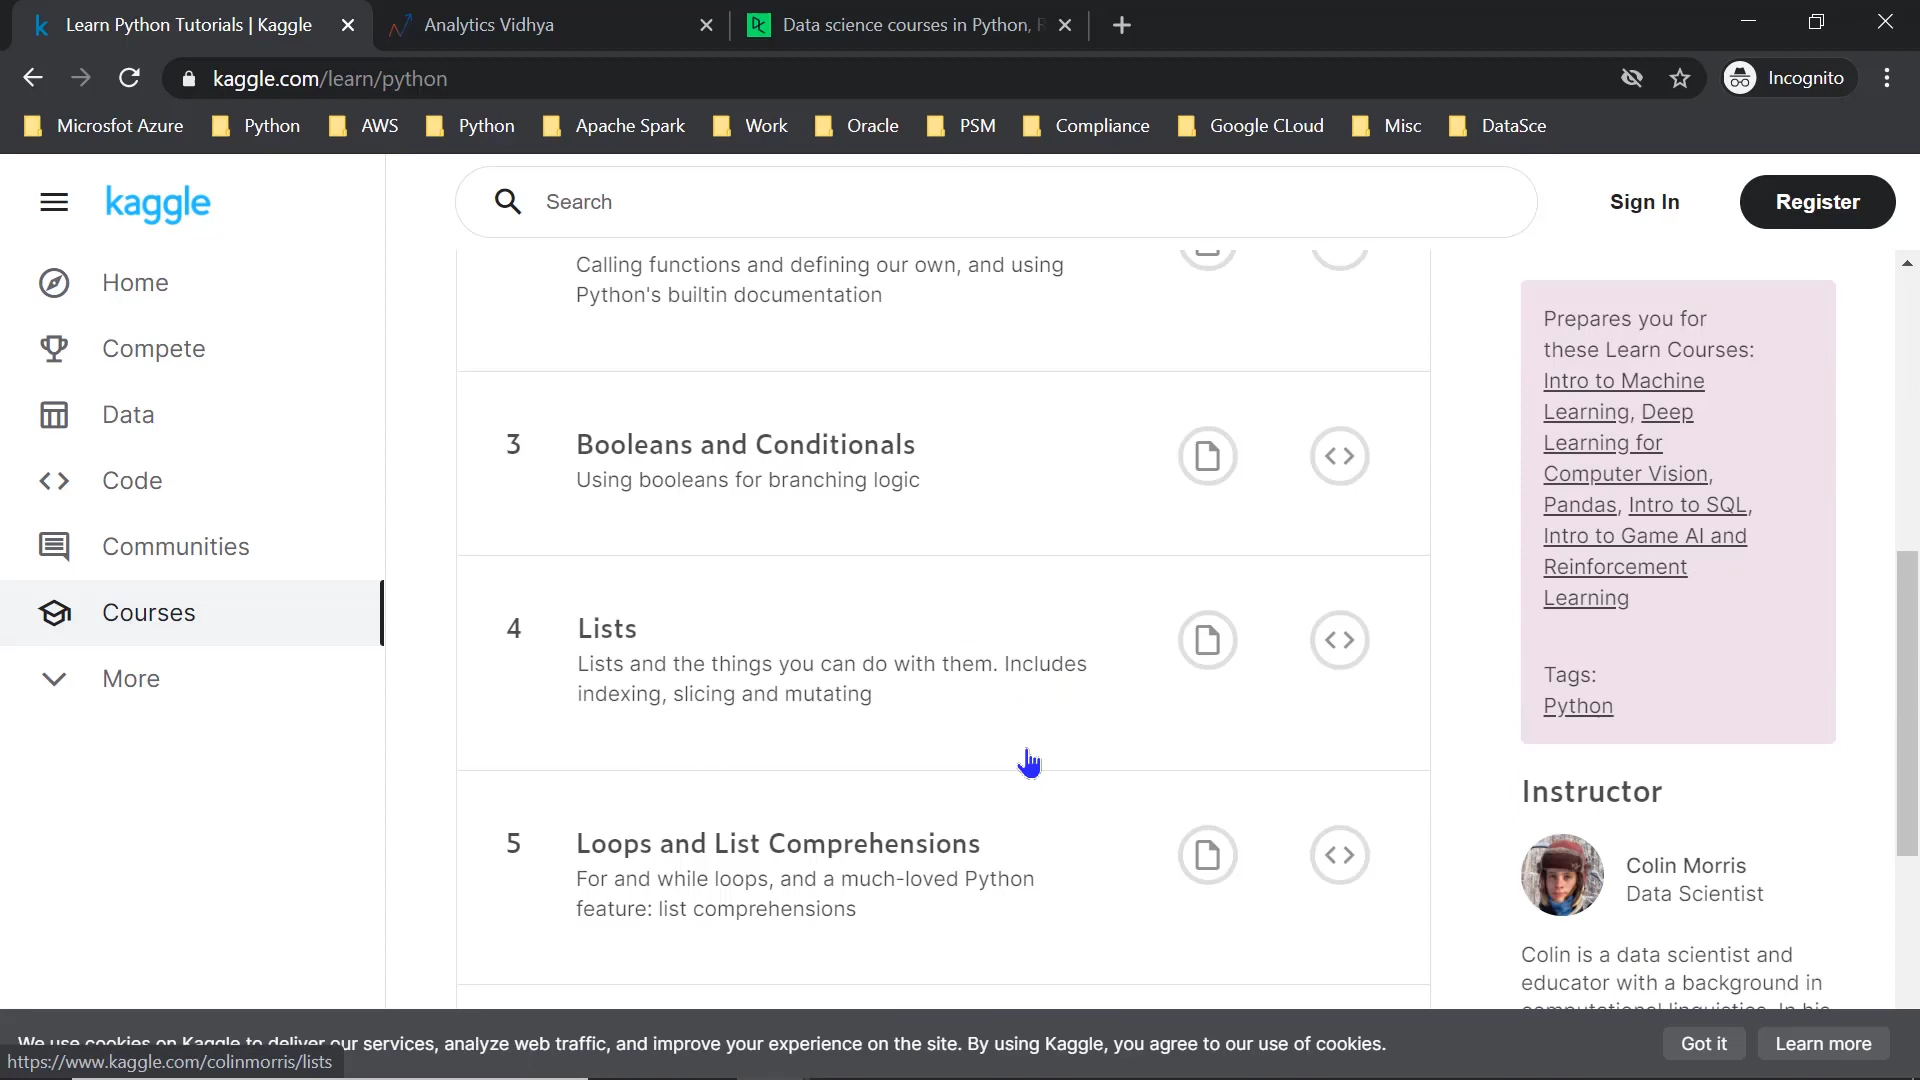 Learn Python Tutorials | Kaggle
Analytics Vidhya
Data science courses in Python,
kaggle.com/learn/python
Incognito
Microsfot Azure
Python
AWS
Python
Apache Spark
Work
Oracle
PSM
Compliance
Google CLoud
Misc
DataSce
kaggle
Search
Sign In
Register
Home
Compete
Data
Code
Communities
Courses
More
Calling functions and defining our own, and using
Python's builtin documentation
3
Booleans and Conditionals
Using booleans for branching logic
4
Lists
Lists and the things you can do with them. Includes
indexing, slicing and mutating
5
Loops and List Comprehensions
For and while loops, and a much-loved Python
feature: list comprehensions
Prepares you for
these Learn Courses:
Intro to Machine
Learning, Deep
Learning for
Computer Vision,
Pandas, Intro to SQL,
Intro to Game AI and
Reinforcement
Learning
Tags:
Python
Instructor
Colin Morris
Data Scientist
Colin is a data scientist and
educator with a background in
We use cookies on Kaggle to deliver our services, analyze web traffic, and improve your experience on the site. By using Kaggle, you agree to our use of cookies.
Got it
Learn more
https://www.kaggle.com/colinmorris/lists